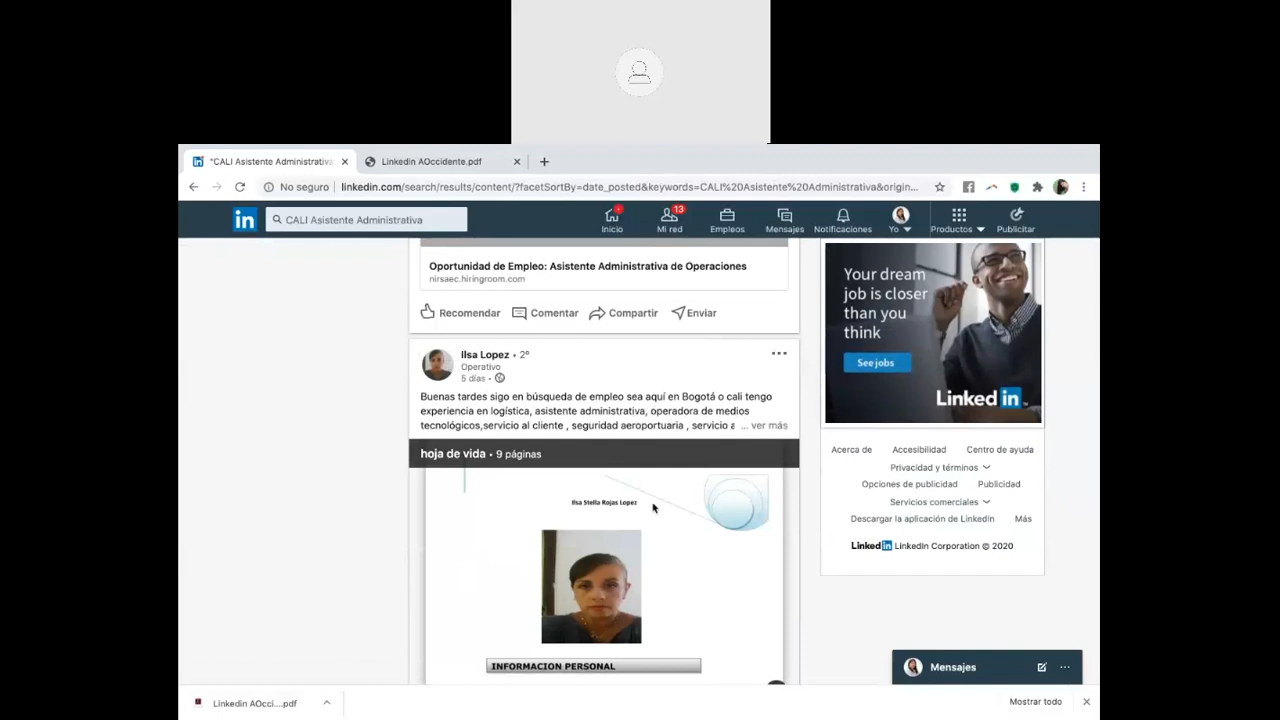 *CALI Asistente Administrativa
Linkedin AOccidente.pdf
No seguro
linkedin.com/search/results/content/?facetSortBy=date_posted&keywords=CALI%20Asistente%20Administrativa&origin...
in
CALI Asistente Administrativa
13
Inicio
Mi red
Empleos
Mensajes
Notificaciones
Yo
Productos
Publicitar
Oportunidad de Empleo: Asistente Administrativa de Operaciones
nirsaec.hiringroom.com
Recomendar
Comentar
Compartir
Enviar
Ilsa Lopez • 2º
Operativo
5 días •
Buenas tardes sigo en búsqueda de empleo sea aquí en Bogotá o cali tengo
experiencia en logística, asistente administrativa, operadora de medios
tecnológicos,servicio al cliente , seguridad aeroportuaria , servicio a ... ver más
hoja de vida • 9 páginas
Ilsa Stella Rojas Lopez
INFORMACION PERSONAL
Your dream
job is closer
than you
think
See jobs
Linked in
Acerca de
Accesibilidad
Centro de ayuda
Privacidad y términos
Opciones de publicidad
Publicidad
Servicios comerciales
Descargar la aplicación de LinkedIn
Más
Linked in LinkedIn Corporation © 2020
Mensajes
Linkedin AOcci....pdf
Mostrar todo